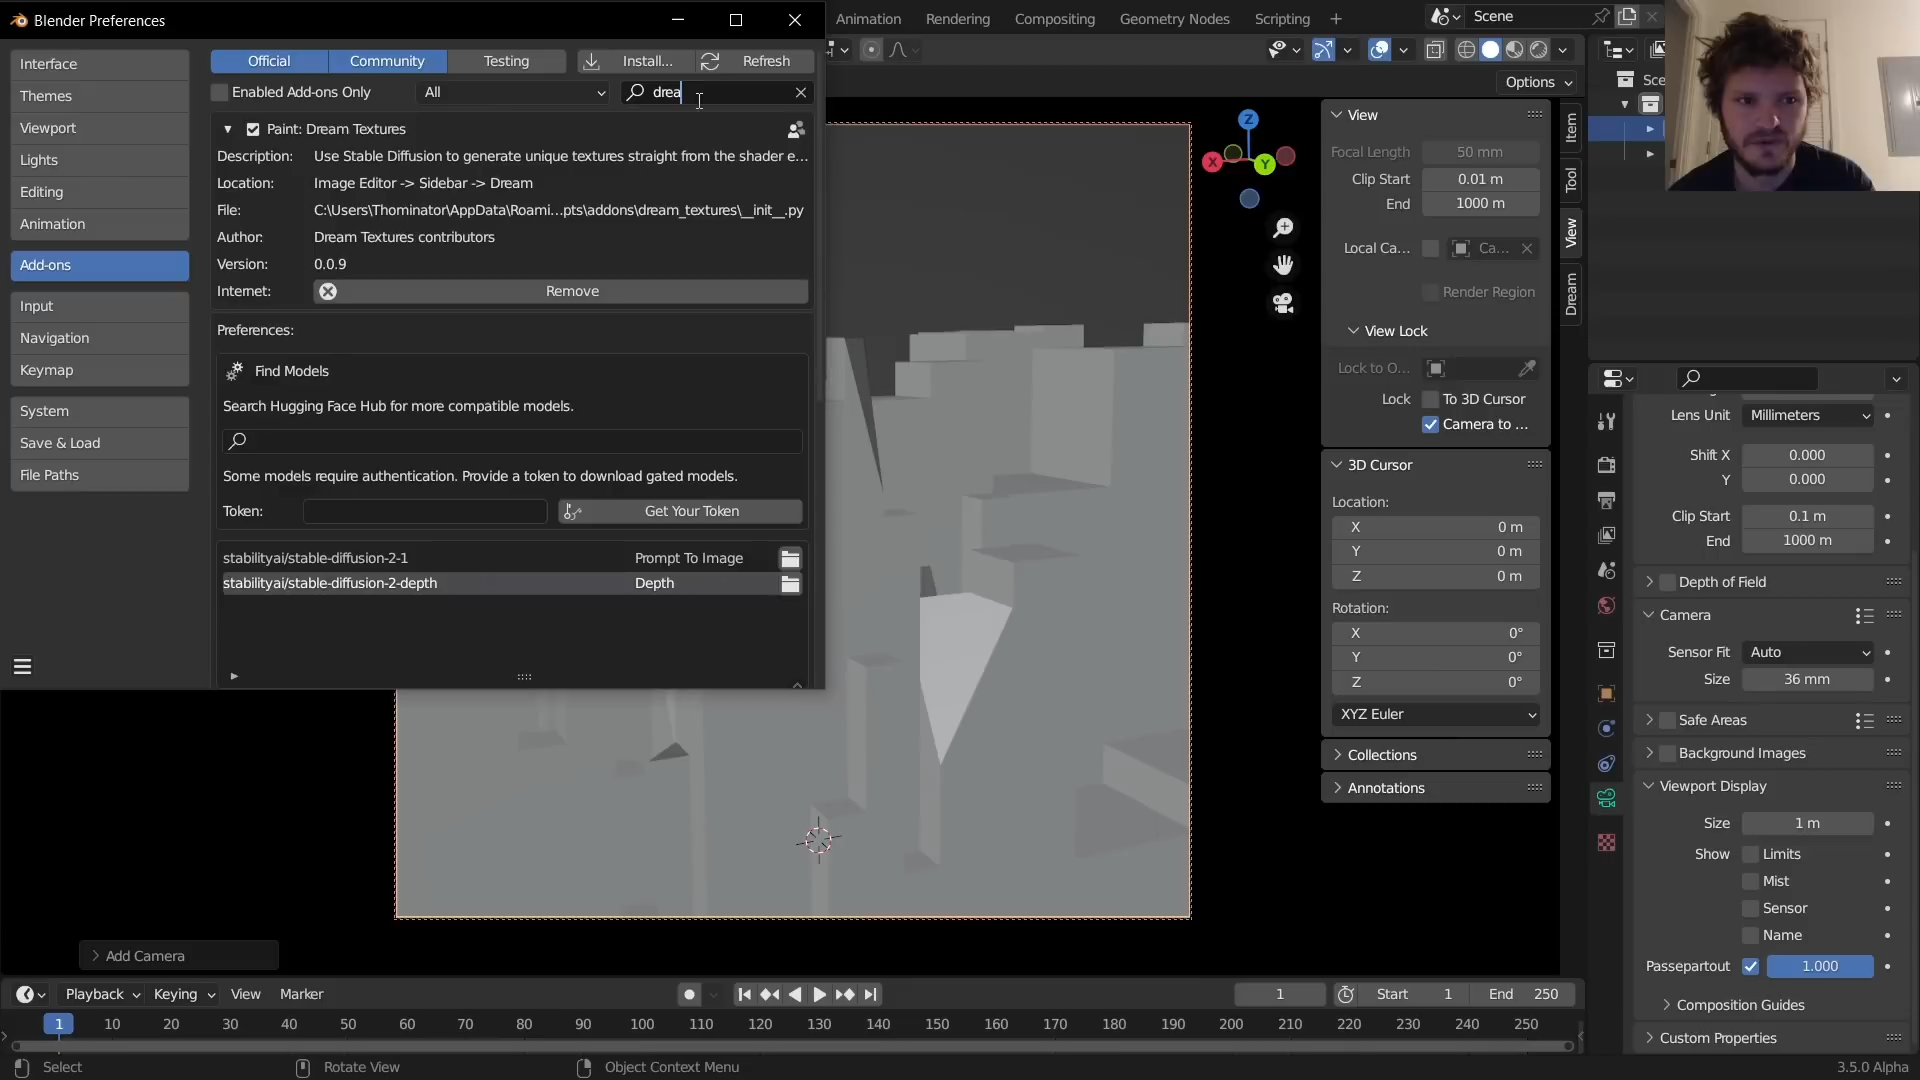 Blender Preferences
Animation Rendering Compositing Geometry Nodes Scripting + Scene
Interface
Themes
Viewport
Lights
Editing
Animation
Add-ons
Input
Navigation
Keymap
System
Save & Load
File Paths
Official Community Testing Install... Refresh
Enabled Add-ons Only All drea
Paint: Dream Textures
Description: Use Stable Diffusion to generate unique textures straight from the shader e...
Location: Image Editor -> Sidebar -> Dream
File: C:\Users\Thominator\AppData\Roami...pts\addons\dream_textures\__init__.py
Author: Dream Textures contributors
Version: 0.0.9
Internet: Remove
Preferences:
Find Models
Search Hugging Face Hub for more compatible models.
Some models require authentication. Provide a token to download gated models.
Token: Get Your Token
stabilityai/stable-diffusion-2-1 Prompt To Image
stabilityai/stable-diffusion-2-depth Depth
Options
Z
X
Y
View
Focal Length 50 mm
Clip Start 0.01 m
End 1000 m
Local Ca... Ca...
Render Region
View Lock
Lock to O...
Lock To 3D Cursor
Camera to ...
3D Cursor
Location:
X 0 m
Y 0 m
Z 0 m
Rotation:
X 0°
Y 0°
Z 0°
XYZ Euler
Collections
Annotations
Item
Tool
View
Dream
Sce
Lens Unit Millimeters
Shift X 0.000
Y 0.000
Clip Start 0.1 m
End 1000 m
Depth of Field
Camera
Sensor Fit Auto
Size 36 mm
Safe Areas
Background Images
Viewport Display
Size 1 m
Show Limits
Mist
Sensor
Name
Passepartout 1.000
Composition Guides
Custom Properties
Add Camera
Playback Keying View Marker 1 Start 1 End 250
1 10 20 30 40 50 60 70 80 90 100 110 120 130 140 150 160 170 180 190 200 210 220 230 240 250
Select Rotate View Object Context Menu 3.5.0 Alpha